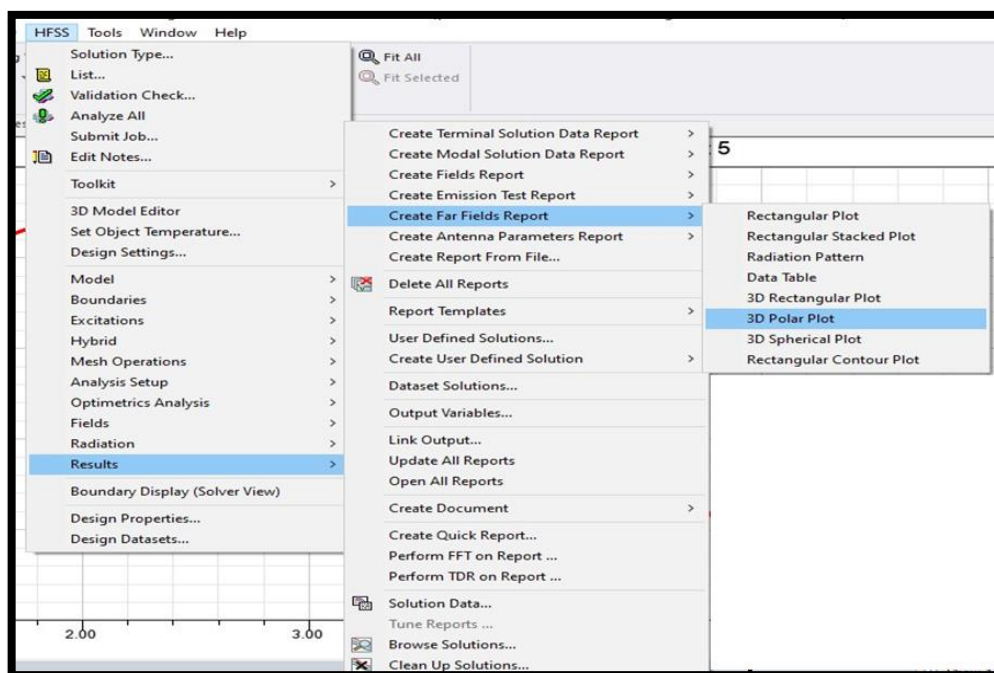 HFSS Tools Window Help
Solution Type...
List...
Validation Check...
Analyze All
Submit Job...
Edit Notes...
Toolkit
3D Model Editor
Set Object Temperature...
Design Settings...
Model
Boundaries
Excitations
Hybrid
Mesh Operations
Analysis Setup
Optimetrics Analysis
Fields
Radiation
Results
Boundary Display (Solver View)
Design Properties...
Design Datasets...
Fit All
Fit Selected
Create Terminal Solution Data Report
Create Modal Solution Data Report
Create Fields Report
Create Emission Test Report
Create Far Fields Report
Create Antenna Parameters Report
Create Report From File...
Delete All Reports
Report Templates
User Defined Solutions...
Create User Defined Solution
Dataset Solutions...
Output Variables...
Link Output...
Update All Reports
Open All Reports
Create Document
Create Quick Report...
Perform FFT on Report ...
Perform TDR on Report ...
Solution Data...
Tune Reports ...
Browse Solutions...
Clean Up Solutions...
5
Rectangular Plot
Rectangular Stacked Plot
Radiation Pattern
Data Table
3D Rectangular Plot
3D Polar Plot
3D Spherical Plot
Rectangular Contour Plot
2.00 3.00